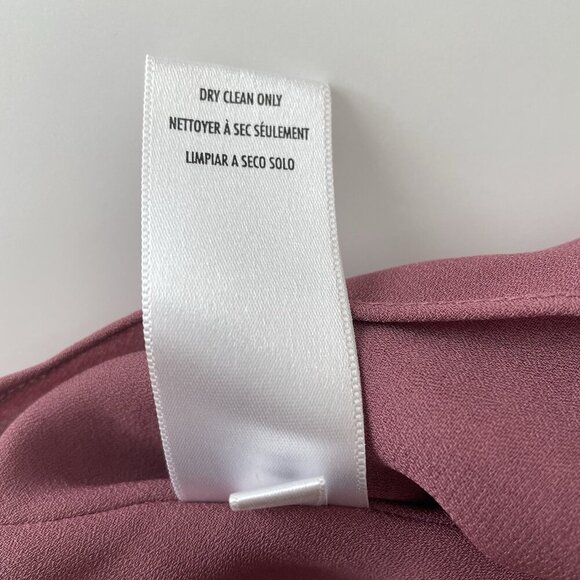 DRY CLEAN ONLY
NETTOYER À SEC SÉULEMENT
LIMPIAR A SECO SOLO